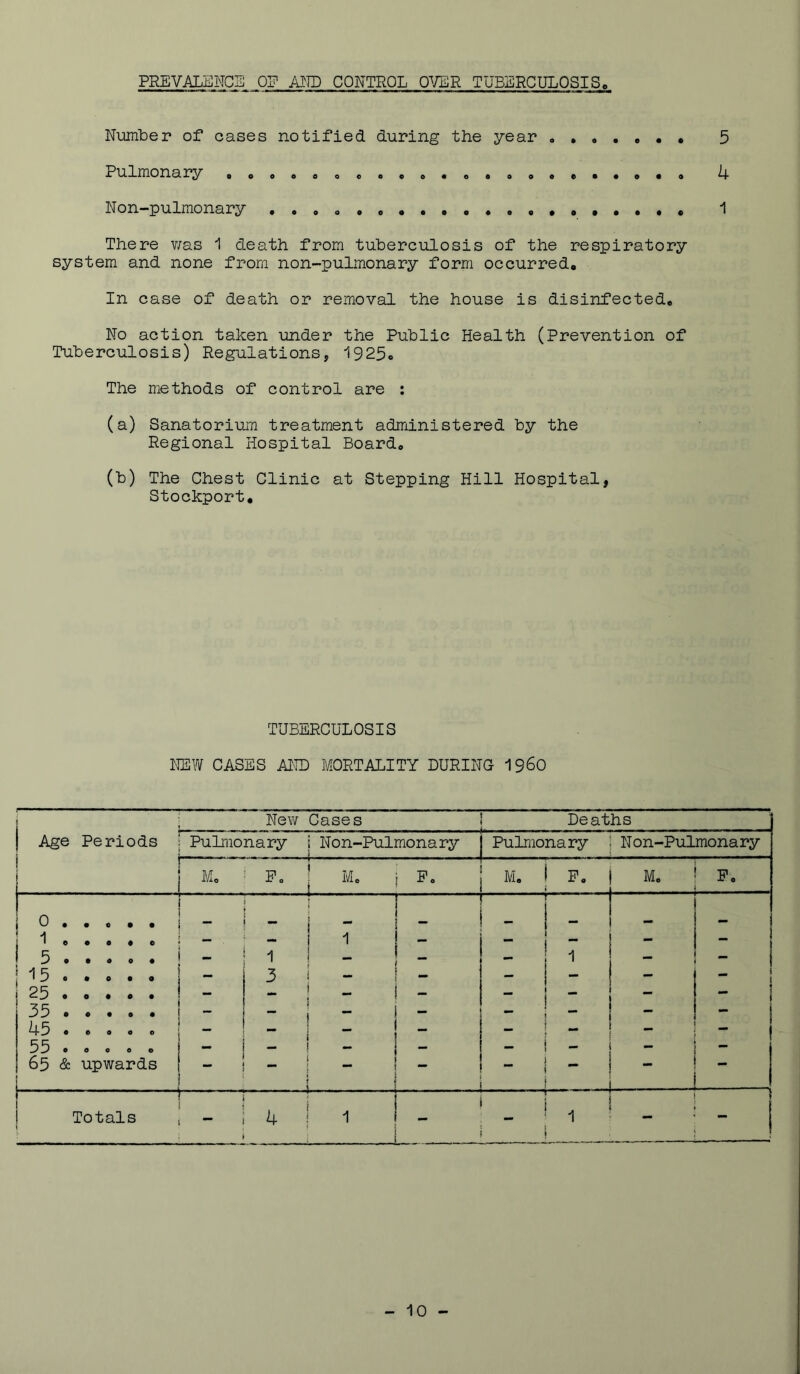 PREVALENCE OF AND CONTROL OVER TUBERCULOSIS.
Number of cases notified during the year . . . . . . . 5
Pulmonary . . . . . . . . . . . . . . . . . . . . . . 4
Non-pulmonary . . . . . . . . . . . . . . . . . . . . 1
There was 1 death from tuberculosis of the respiratory
system and none from non-pulmonary form occurred.
In case of death or removal the house is disinfected.
No action taken under the Public Health (Prevention of
Tuberculosis) Regulations, 1925.
The methods of control are :
(a) Sanatorium treatment administered by the
Regional Hospital Board.
(b) The Chest Clinic at Stepping Hill Hospital,
Stockport.
TUBERCULOSIS
NEW CASES AND MORTALITY DURING 1960
Age Periods New Cases Deaths
Pulmonary Non-Pulmonary Pulmonary Non-Pulmonary
M. F. M. F. M. F. M. F.
0 . . . . . - - - - - - - -
1 . . . . . - - 1 - - - - -
5 . . . . . - 1 - - - 1 - -
15 . . . . . - 3 - - - - - -
25 . . . . . - - - - - - - -
35 . . . . . - - - - - - - -
45 . . . . . - - - - - - - -
55 . . . . . - - - - - - - -
65 & upwards - - - - - - - -
Totals - 4 1 - - 1 - -
- 10 -